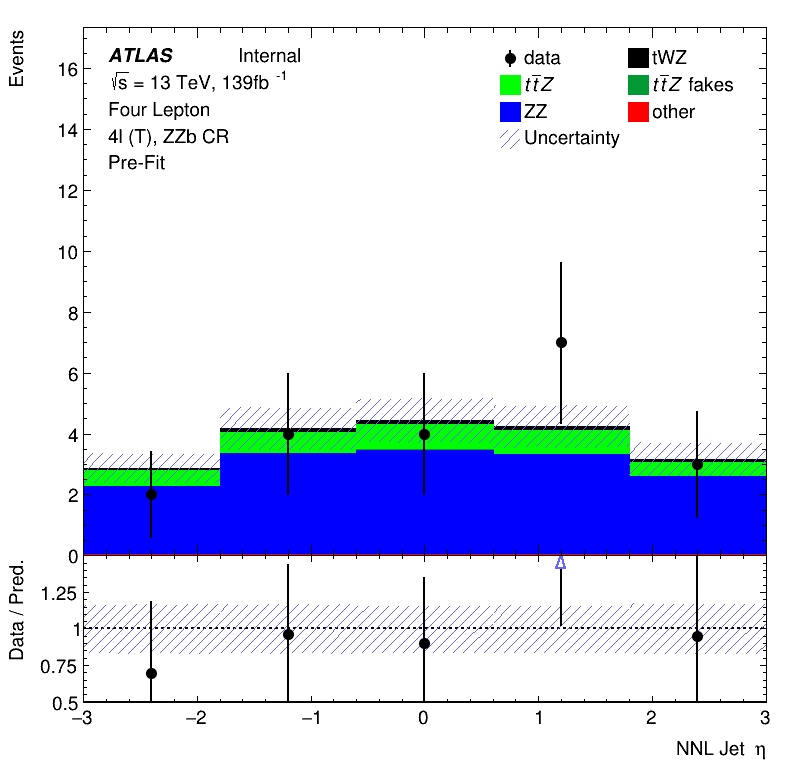 Events
16
14
12
10
8
6
4
2
0
ATLAS Internal
√s = 13 TeV, 139fb -1
Four Lepton
4l (T), ZZb CR
Pre-Fit
data
tt̄Z
ZZ
Uncertainty
tWZ
tt̄Z fakes
other
Data / Pred.
1.25
1
0.75
0.5
−3 −2 −1 0 1 2 3
NNL Jet η